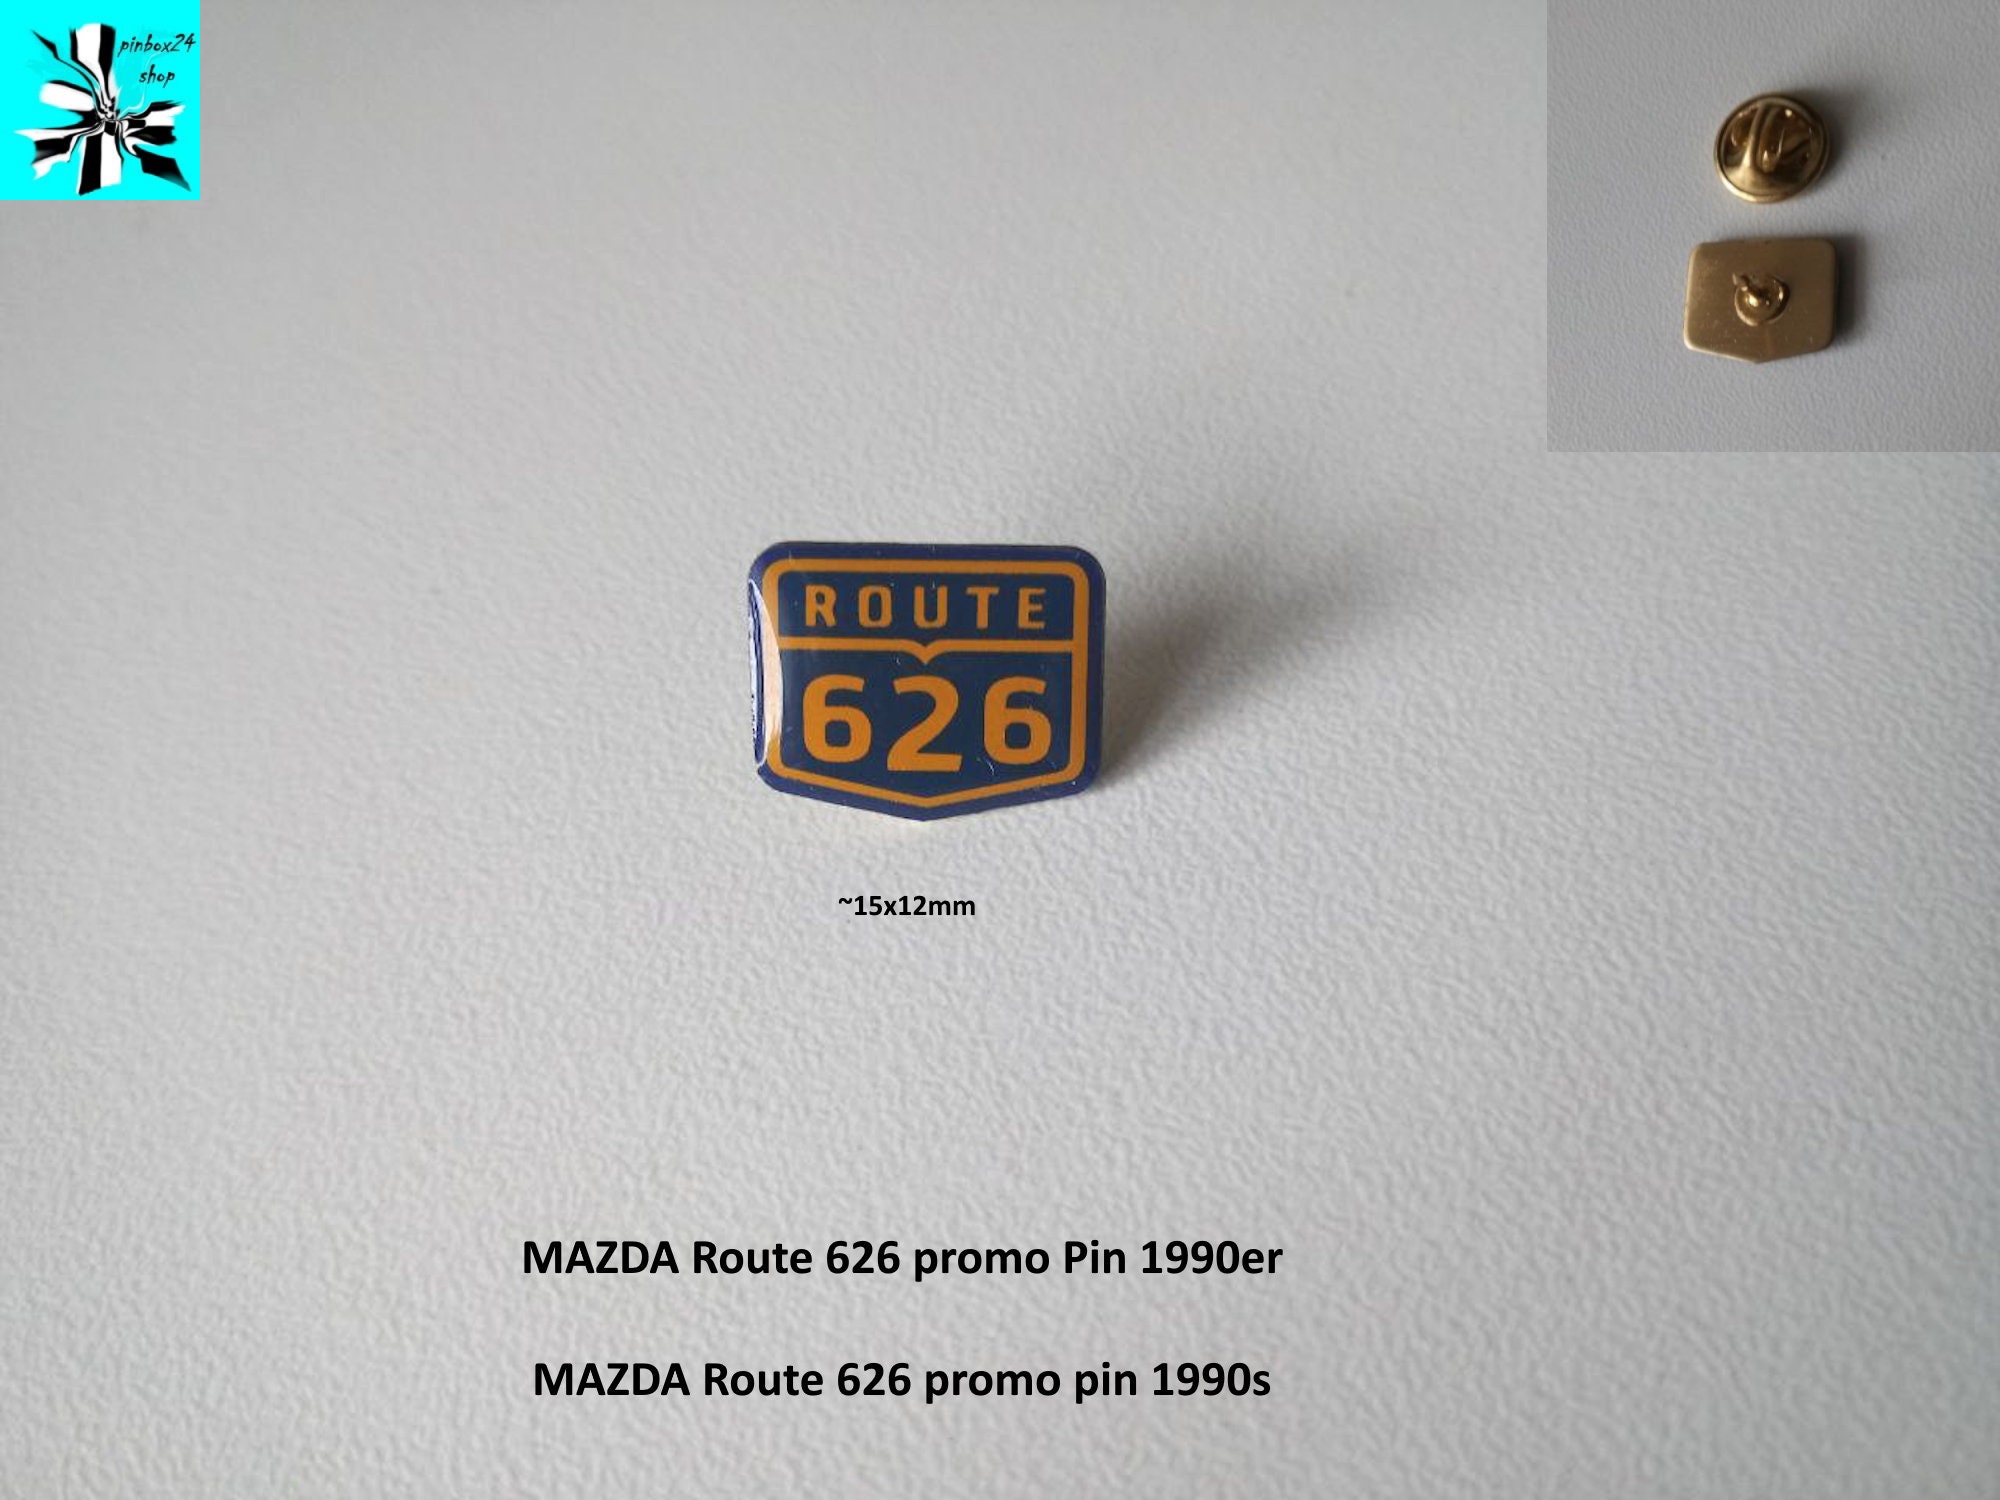 pinbox24
shop
ROUTE
626
~15x12mm
MAZDA Route 626 promo Pin 1990er
MAZDA Route 626 promo pin 1990s